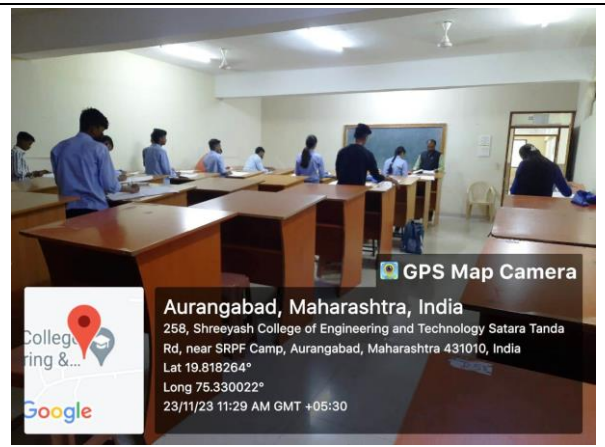 GPS Map Camera
Aurangabad, Maharashtra, India
258, Shreeyash College of Engineering and Technology Satara Tanda
Rd, near SRPF Camp, Aurangabad, Maharashtra 431010, India
Lat 19.818264°
Long 75.330022°
23/11/23 11:29 AM GMT +05:30
College
ring &...
Google